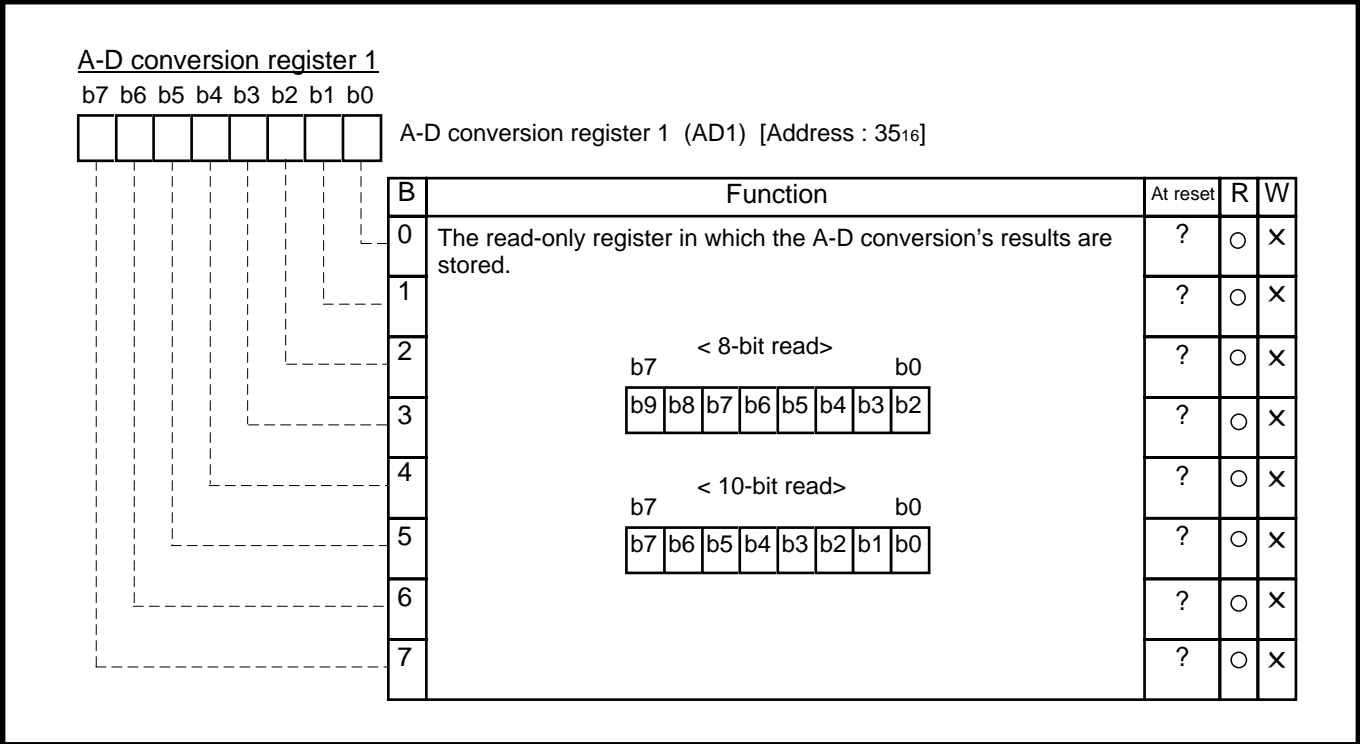 A-D conversion register 1
b7 b6 b5 b4 b3 b2 b1 b0
A-D conversion register 1 (AD1) [Address : 3516]
B Function At reset R W
0 The read-only register in which the A-D conversion’s results are ? ○ ×
stored.
1 ? ○ ×
2 ? ○ ×
< 8-bit read>
b7 b0
b9 b8 b7 b6 b5 b4 b3 b2
3 ? ○ ×
4 ? ○ ×
< 10-bit read>
b7 b0
5 ? ○ ×
b7 b6 b5 b4 b3 b2 b1 b0
6 ? ○ ×
7 ? ○ ×